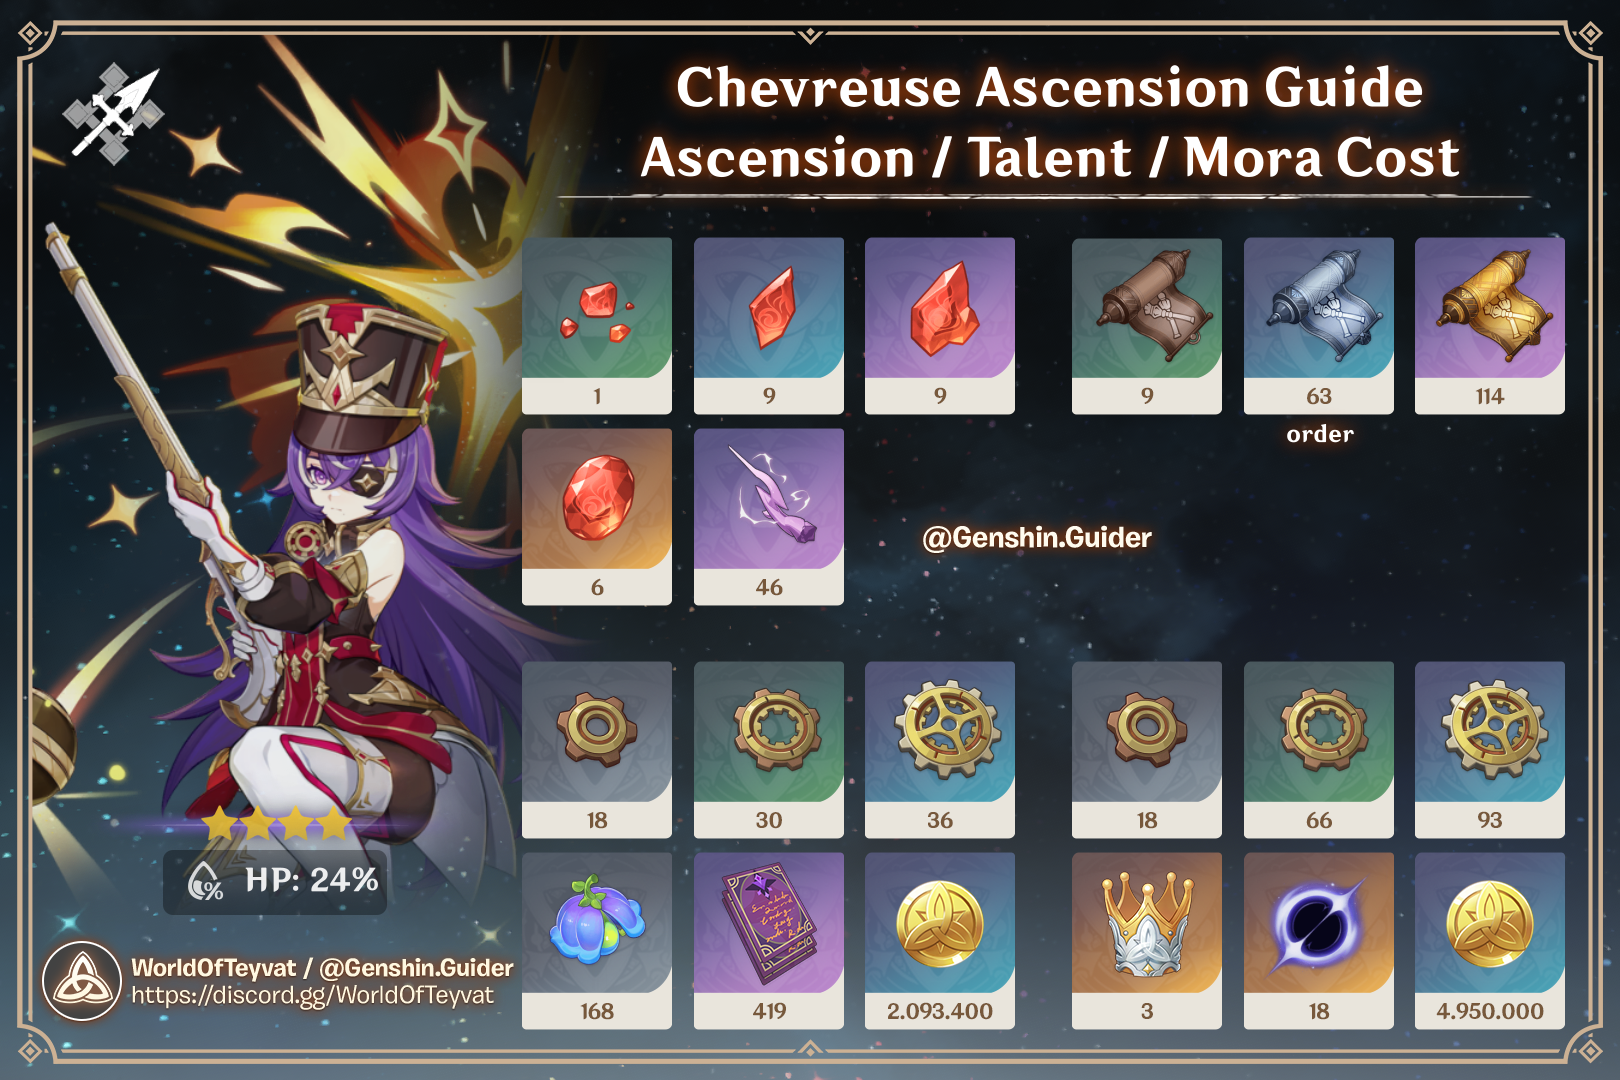 Chevreuse Ascension Guide
Ascension / Talent / Mora Cost
1
9
9
9
63
114
order
6
46
@Genshin.Guider
18
30
36
18
66
93
HP: 24%
168
419
2.093.400
3
18
4.950.000
WorldOfTeyvat / @Genshin.Guider
https://discord.gg/WorldOfTeyvat